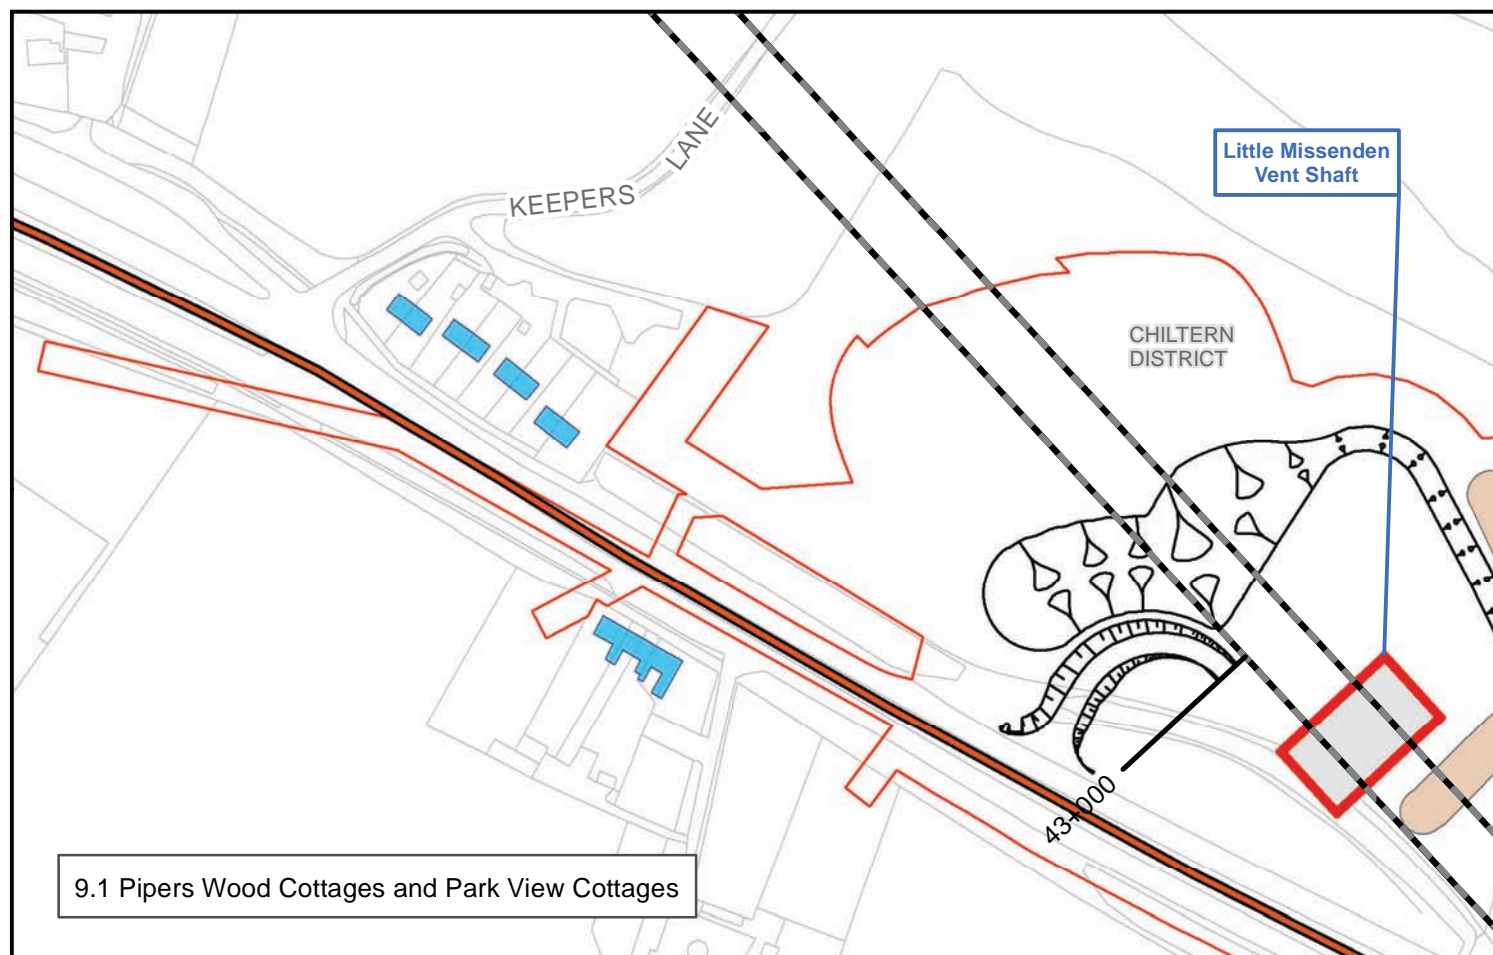 KEEPERS LANE
Little Missenden
Vent Shaft
CHILTERN
DISTRICT
43+000
9.1 Pipers Wood Cottages and Park View Cottages